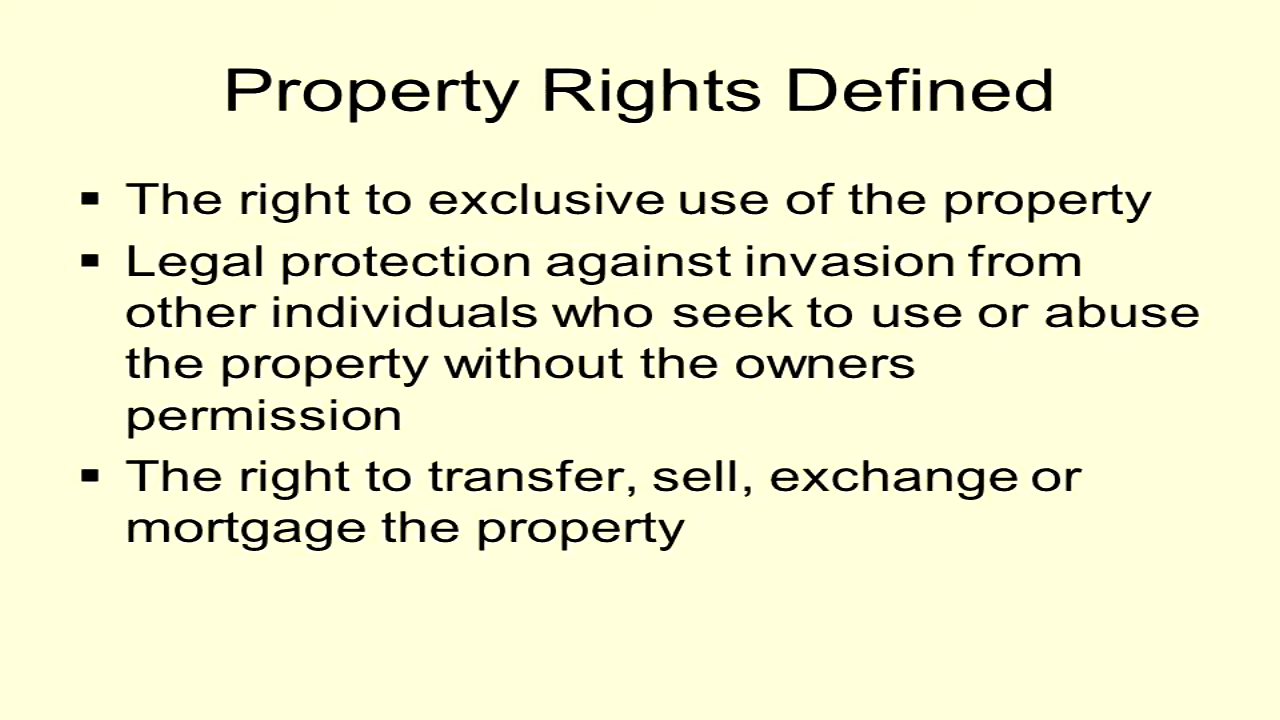 Property Rights Defined
▪ The right to exclusive use of the property
▪ Legal protection against invasion from
other individuals who seek to use or abuse
the property without the owners
permission
▪ The right to transfer, sell, exchange or
mortgage the property